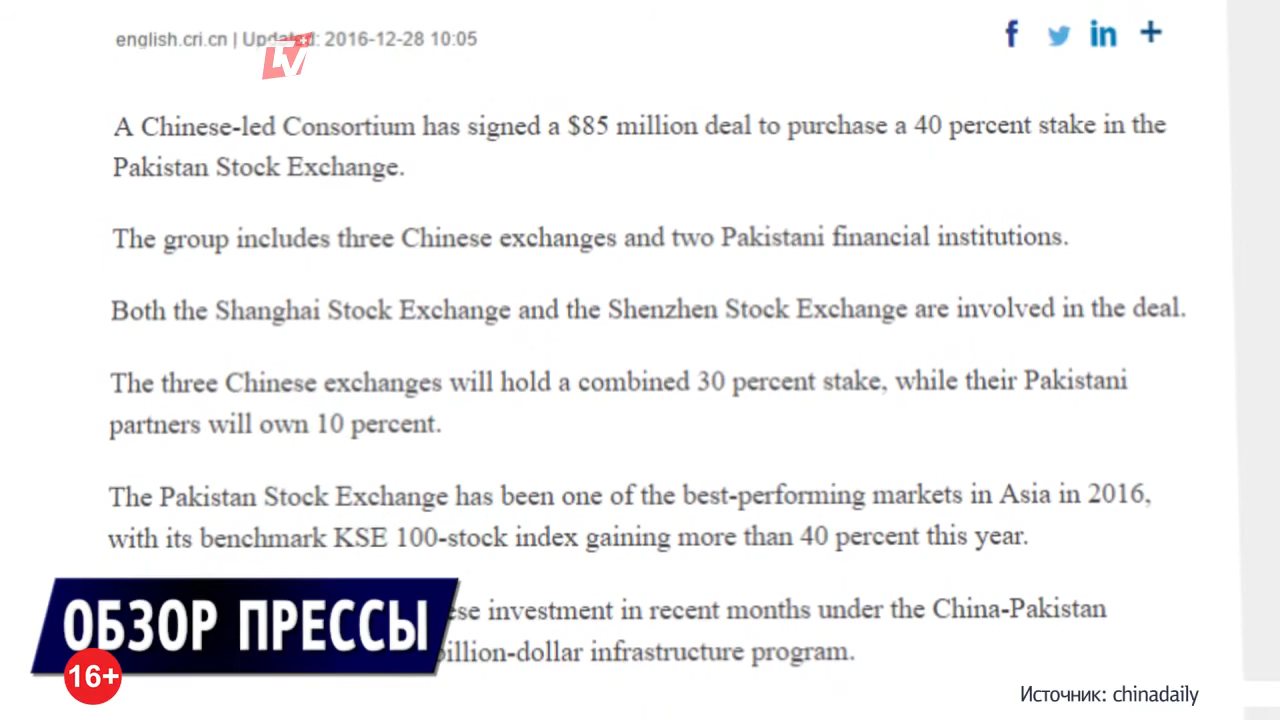 english.cri.cn | Updated: 2016-12-28 10:05
TV
A Chinese-led Consortium has signed a $85 million deal to purchase a 40 percent stake in the
Pakistan Stock Exchange.
The group includes three Chinese exchanges and two Pakistani financial institutions.
Both the Shanghai Stock Exchange and the Shenzhen Stock Exchange are involved in the deal.
The three Chinese exchanges will hold a combined 30 percent stake, while their Pakistani
partners will own 10 percent.
The Pakistan Stock Exchange has been one of the best-performing markets in Asia in 2016,
with its benchmark KSE 100-stock index gaining more than 40 percent this year.
investment in recent months under the China-Pakistan
billion-dollar infrastructure program.
ОБЗОР ПРЕССЫ
16+
Источник: chinadaily